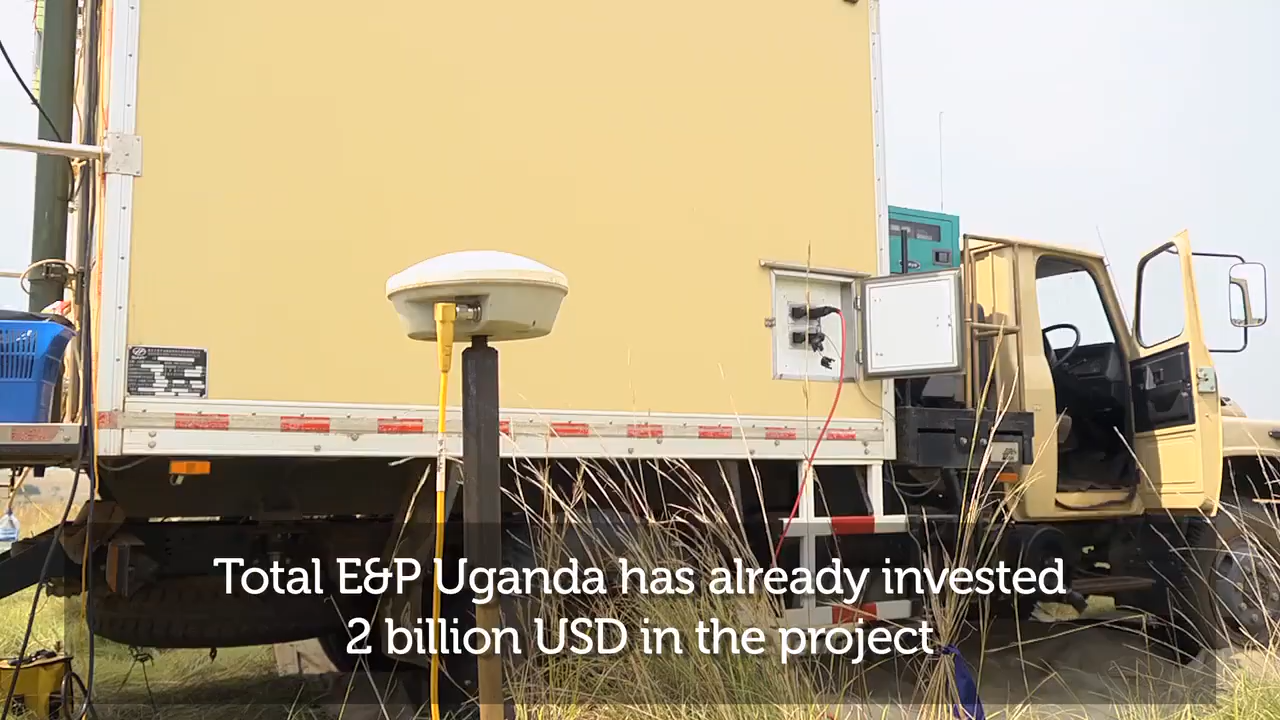 Total E&P Uganda has already invested
2 billion USD in the project